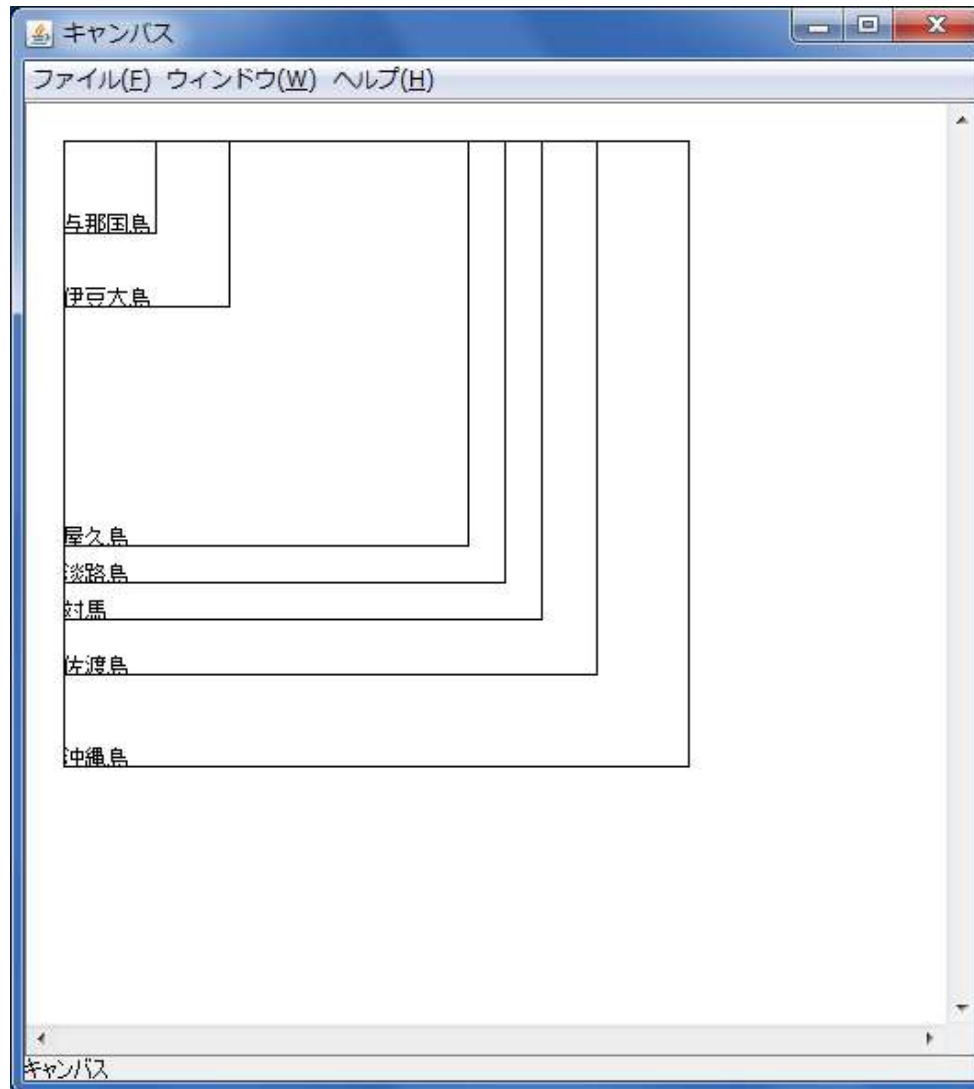 キャンバス
ファイル(F) ウィンドウ(W) ヘルプ(H)
与那国島
伊豆大島
屋久島
淡路島
対馬
佐渡島
沖縄島
キャンバス